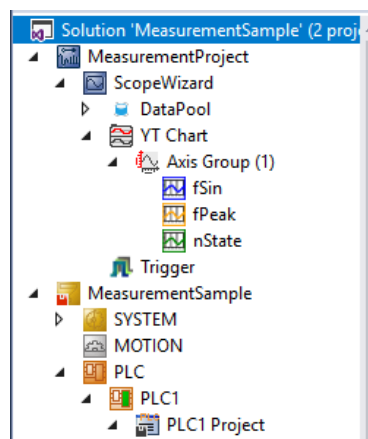 Solution 'MeasurementSample' (2 proj
MeasurementProject
ScopeWizard
DataPool
YT Chart
Axis Group (1)
fSin
fPeak
nState
Trigger
MeasurementSample
SYSTEM
MOTION
PLC
PLC1
PLC1 Project